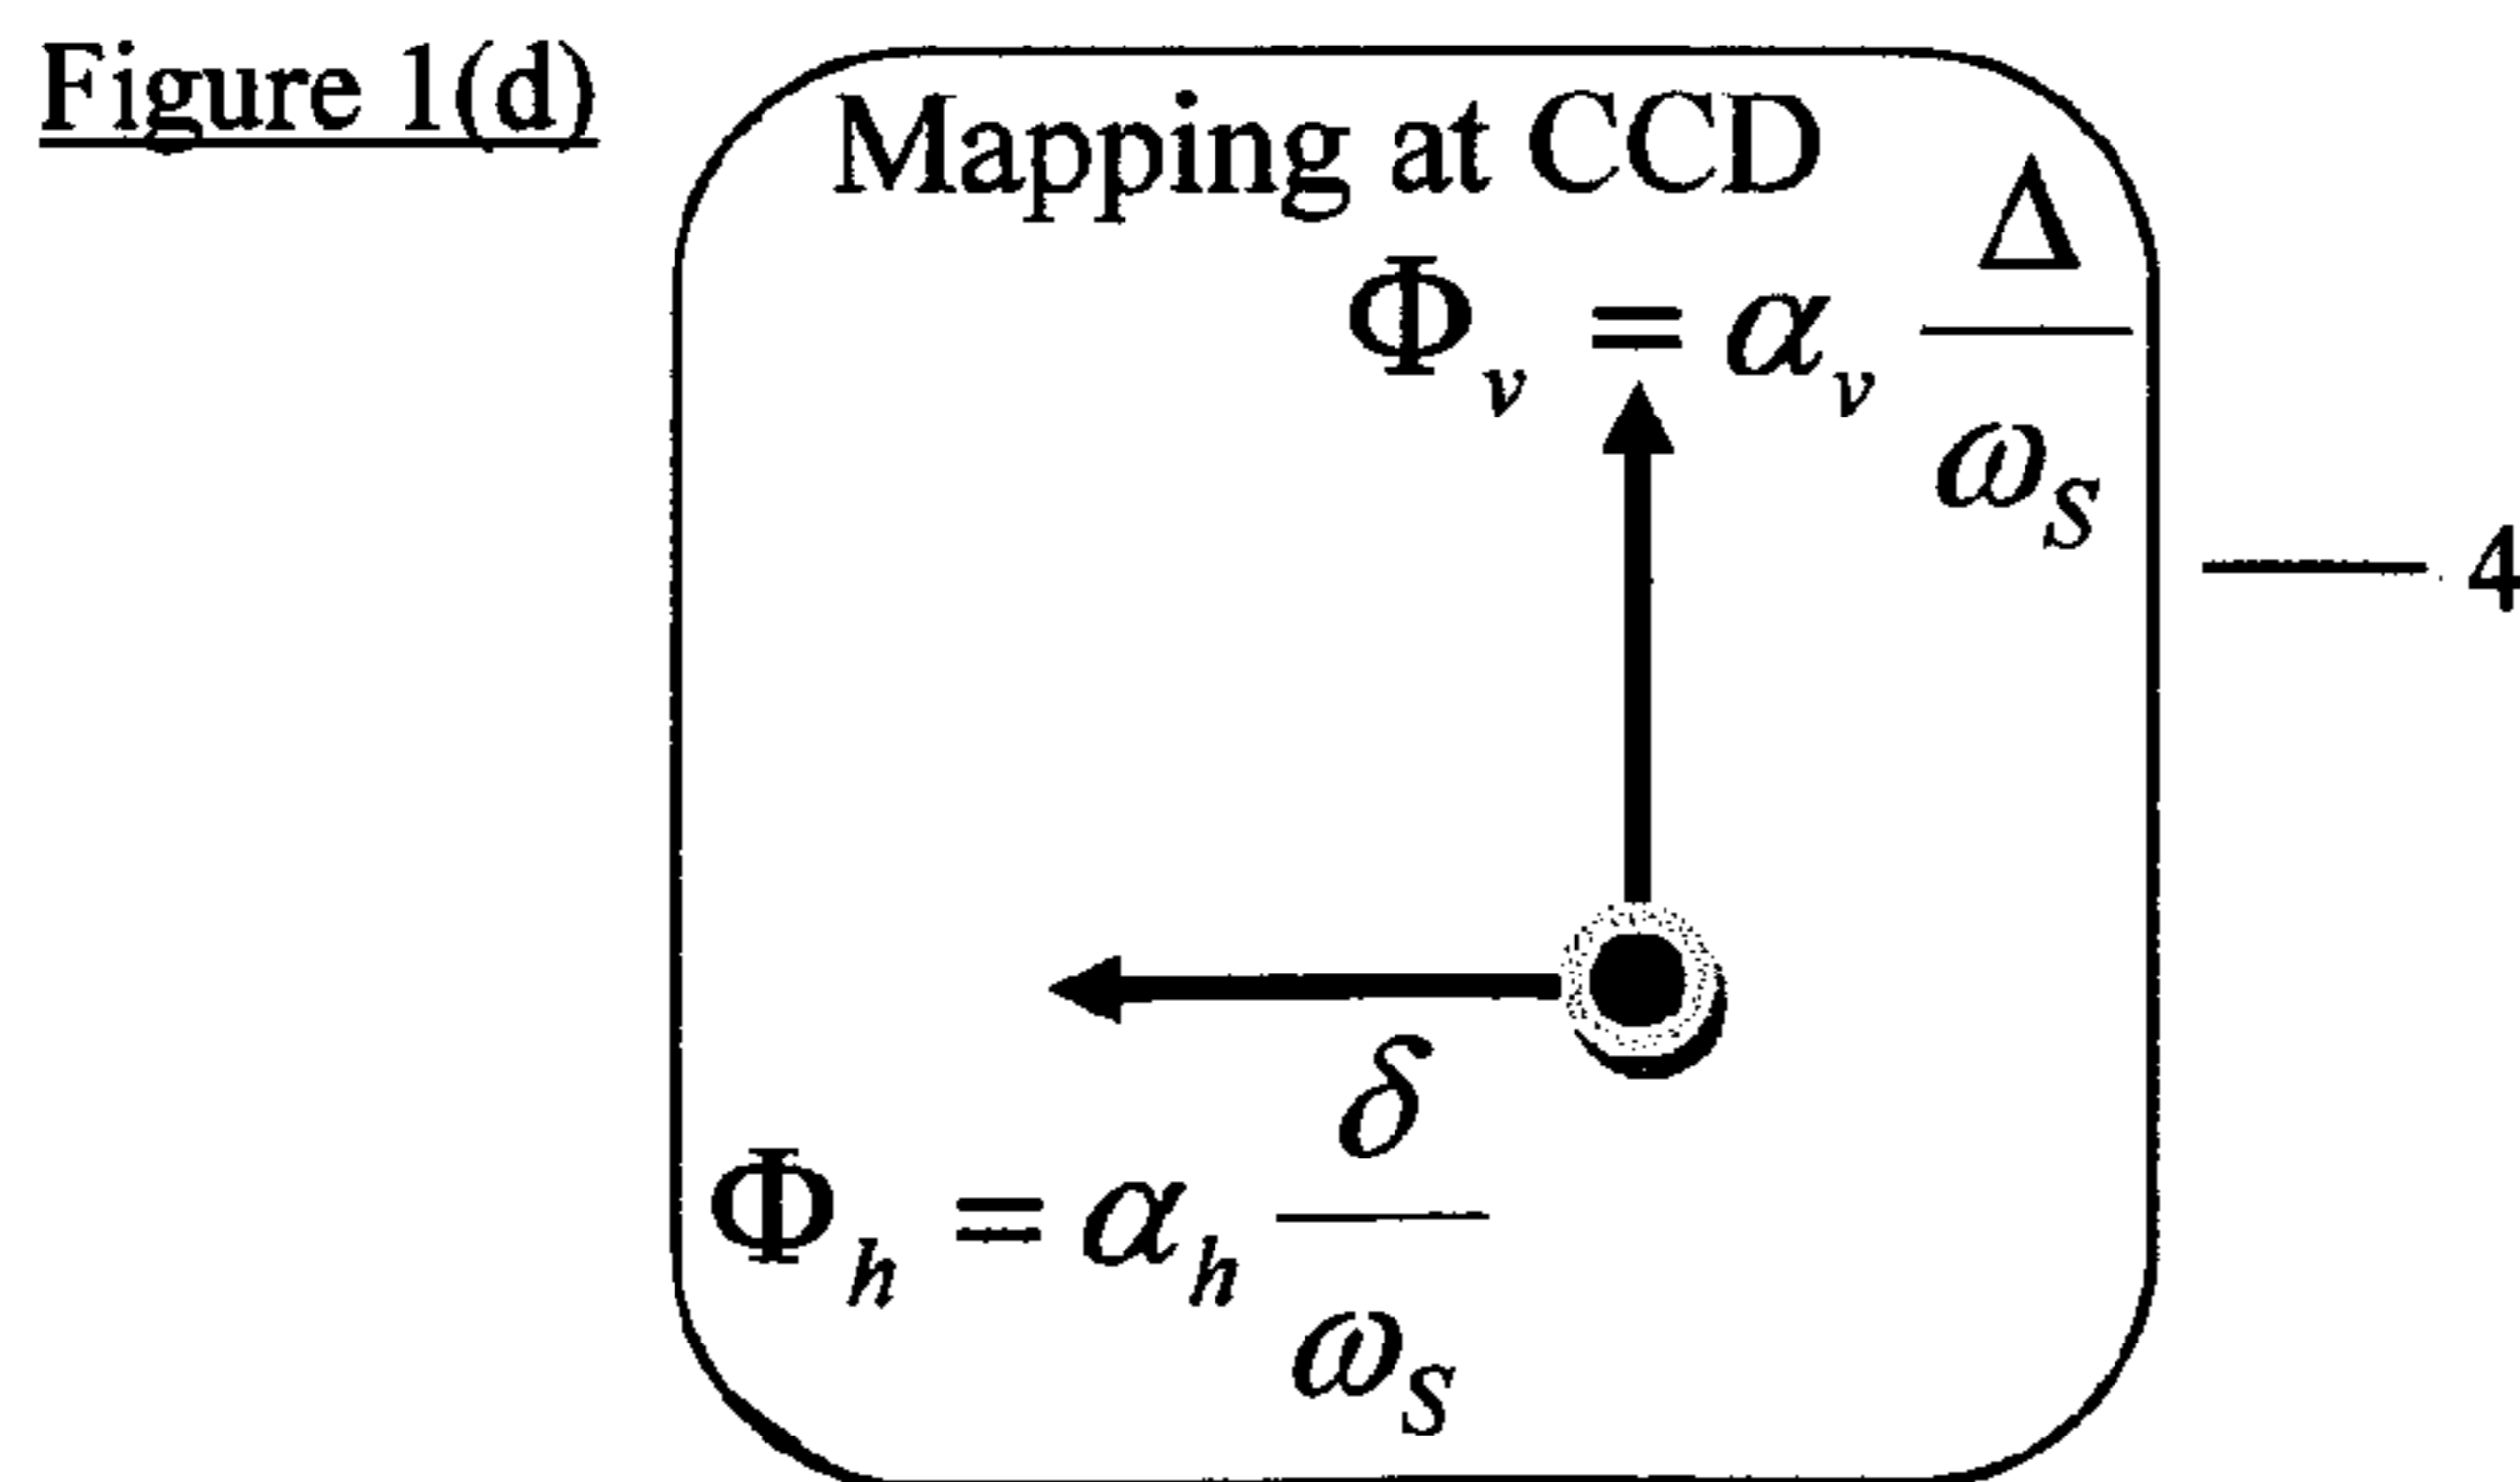 Figure 1(d)
Mapping at CCD
Φ_v = α_v Δ/ω_S
4
Φ_h = α_h δ/ω_S